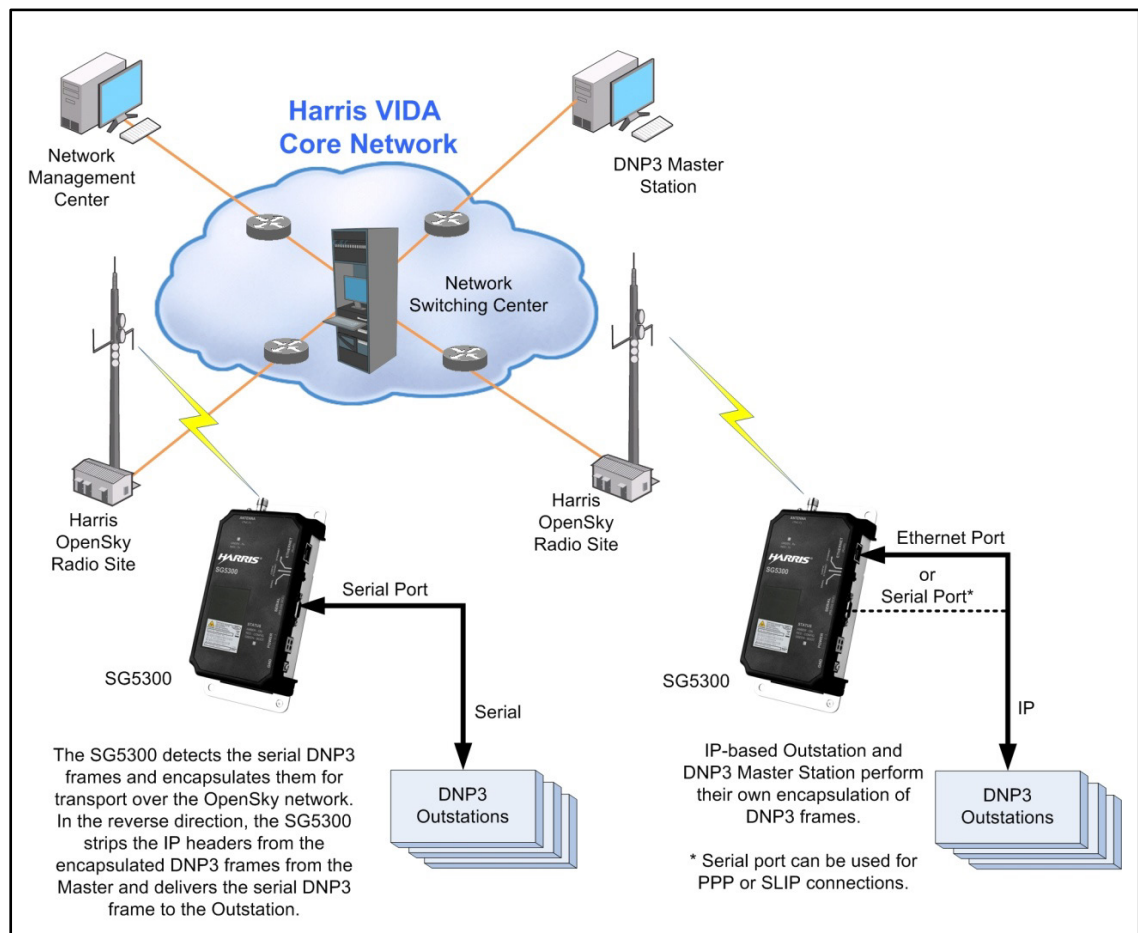 Harris VIDA
Core Network
Network
Management
Center
DNP3 Master
Station
Network
Switching Center
Harris
OpenSky
Radio Site
Harris
OpenSky
Radio Site
HARRIS
SG5300
Serial Port
SG5300
Serial
DNP3
Outstations
The SG5300 detects the serial DNP3
frames and encapsulates them for
transport over the OpenSky network.
In the reverse direction, the SG5300
strips the IP headers from the
encapsulated DNP3 frames from the
Master and delivers the serial DNP3
frame to the Outstation.
HARRIS
SG5300
Ethernet Port
or
Serial Port*
SG5300
IP
DNP3
Outstations
IP-based Outstation and
DNP3 Master Station perform
their own encapsulation of
DNP3 frames.
* Serial port can be used for
PPP or SLIP connections.